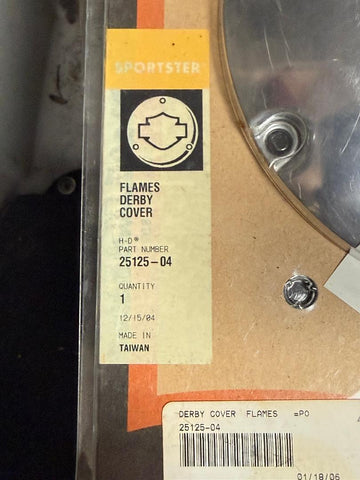 SPORTSTER
FLAMES
DERBY
COVER
H-D®
PART NUMBER
25125-04
QUANTITY
1
12/15/04
MADE IN
TAIWAN
DERBY COVER FLAMES =PO
25125-04
01/18/06